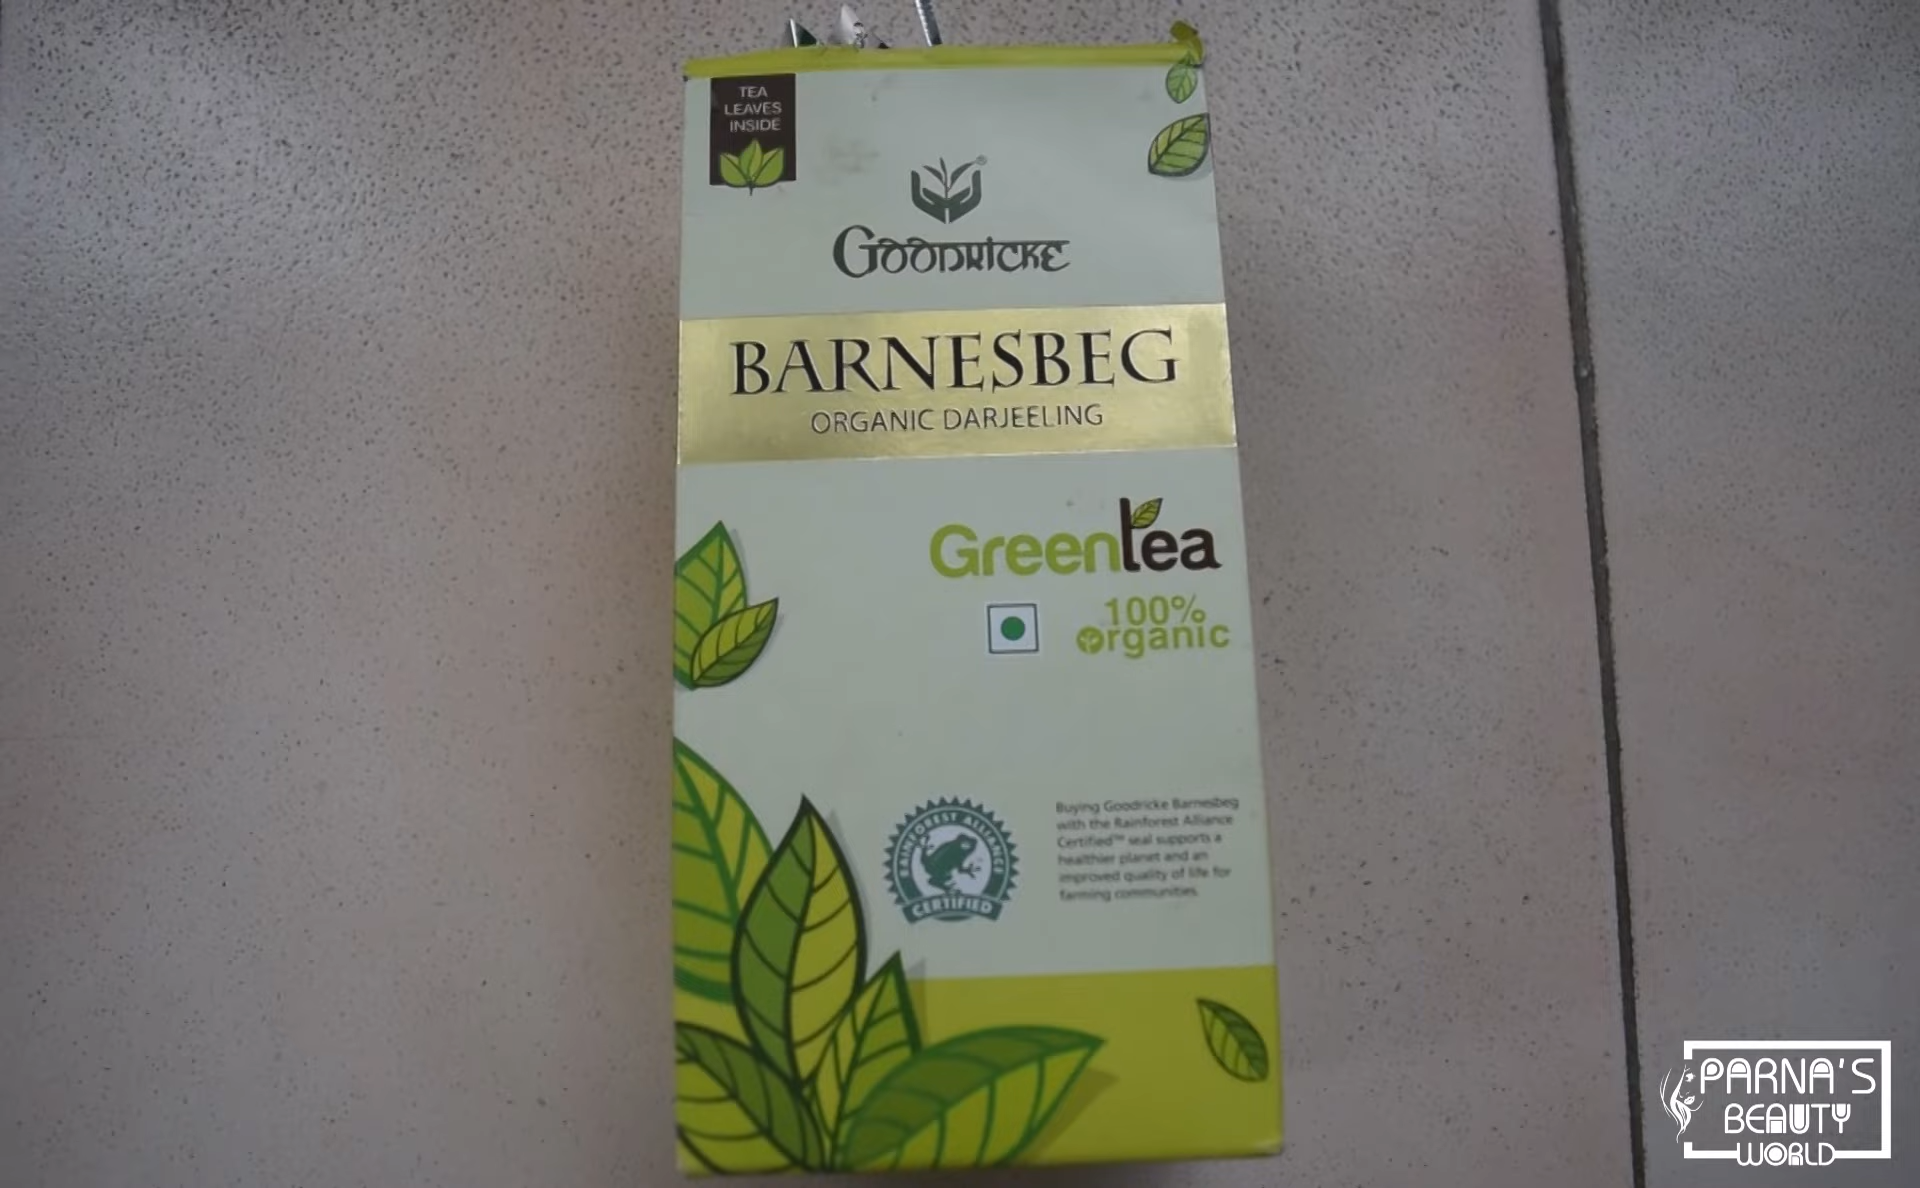 TEA
LEAVES
INSIDE
GOODRICKE
BARNESBEG
ORGANIC DARJEELING
Greentea
100%
organic
RAINFOREST ALLIANCE
CERTIFIED
Buying Goodricke Barnesbeg
with the Rainforest Alliance
Certified™ seal supports a
healthier planet and an
improved quality of life for
farming communities
PARNA'S
BEAUTY
WORLD